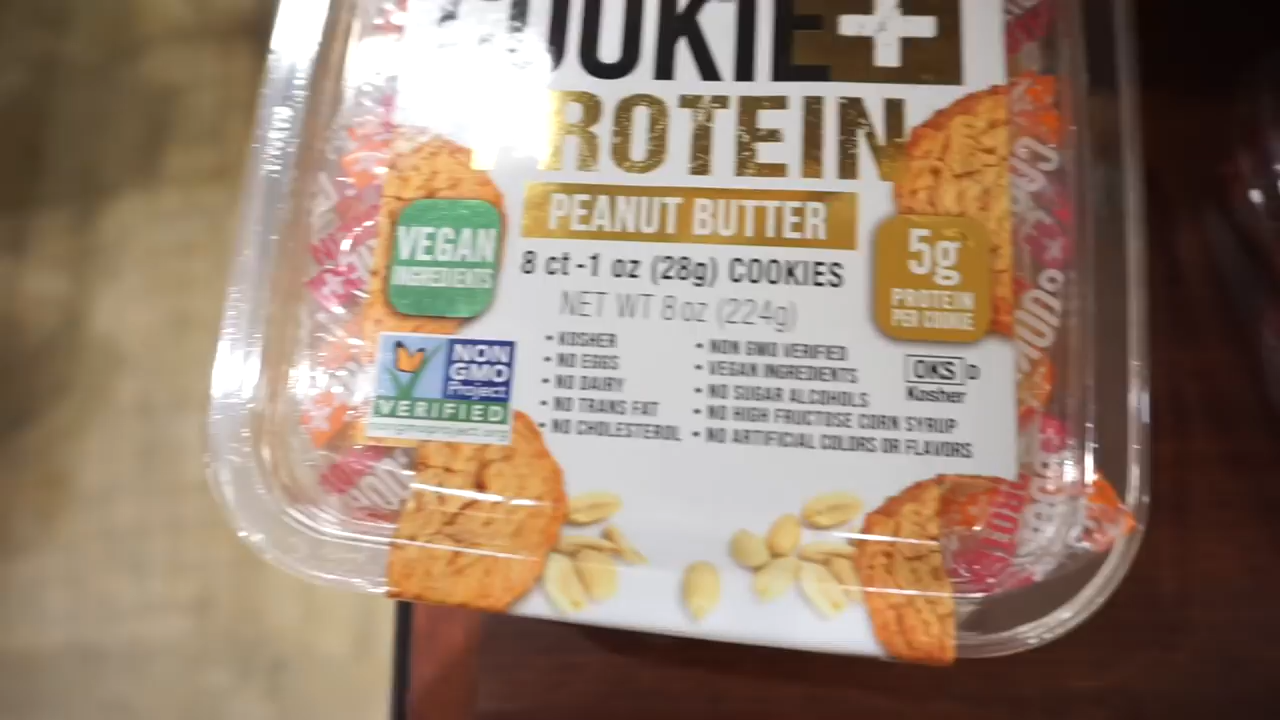 OOKIE+
ROTEIN
PEANUT BUTTER
8 ct - 1 oz (28g) COOKIES
NET WT 8 oz (224g)
VEGAN
INGREDIENTS
5g
PROTEIN
PER COOKIE
NON
GMO
Project
VERIFIED
• KOSHER
• NO EGGS
• NO DAIRY
• NO TRANS FAT
• NO CHOLESTEROL
• NON GMO VERIFIED
• VEGAN INGREDIENTS
• NO SUGAR ALCOHOLS
• NO HIGH FRUCTOSE CORN SYRUP
• NO ARTIFICIAL COLORS OR FLAVORS
OKS D
Kosher